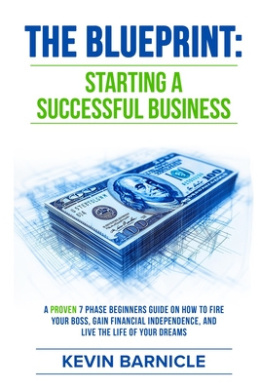 THE BLUEPRINT:
STARTING A
SUCCESSFUL BUSINESS
A PROVEN 7 PHASE BEGINNERS GUIDE ON HOW TO FIRE
YOUR BOSS, GAIN FINANCIAL INDEPENDENCE, AND
LIVE THE LIFE OF YOUR DREAMS
KEVIN BARNICLE